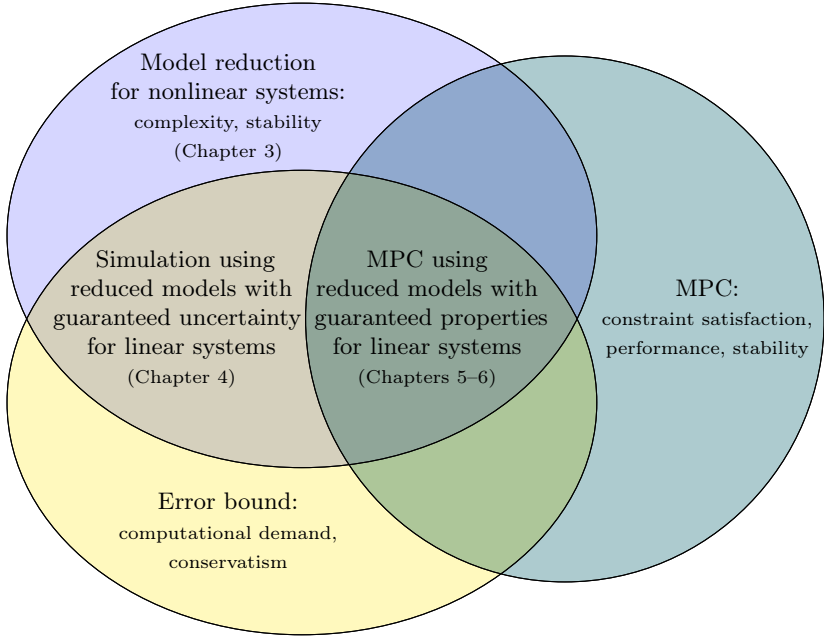 Model reduction
for nonlinear systems:
complexity, stability
(Chapter 3)
Simulation using
reduced models with
guaranteed uncertainty
for linear systems
(Chapter 4)
MPC using
reduced models with
guaranteed properties
for linear systems
(Chapters 5–6)
MPC:
constraint satisfaction,
performance, stability
Error bound:
computational demand,
conservatism